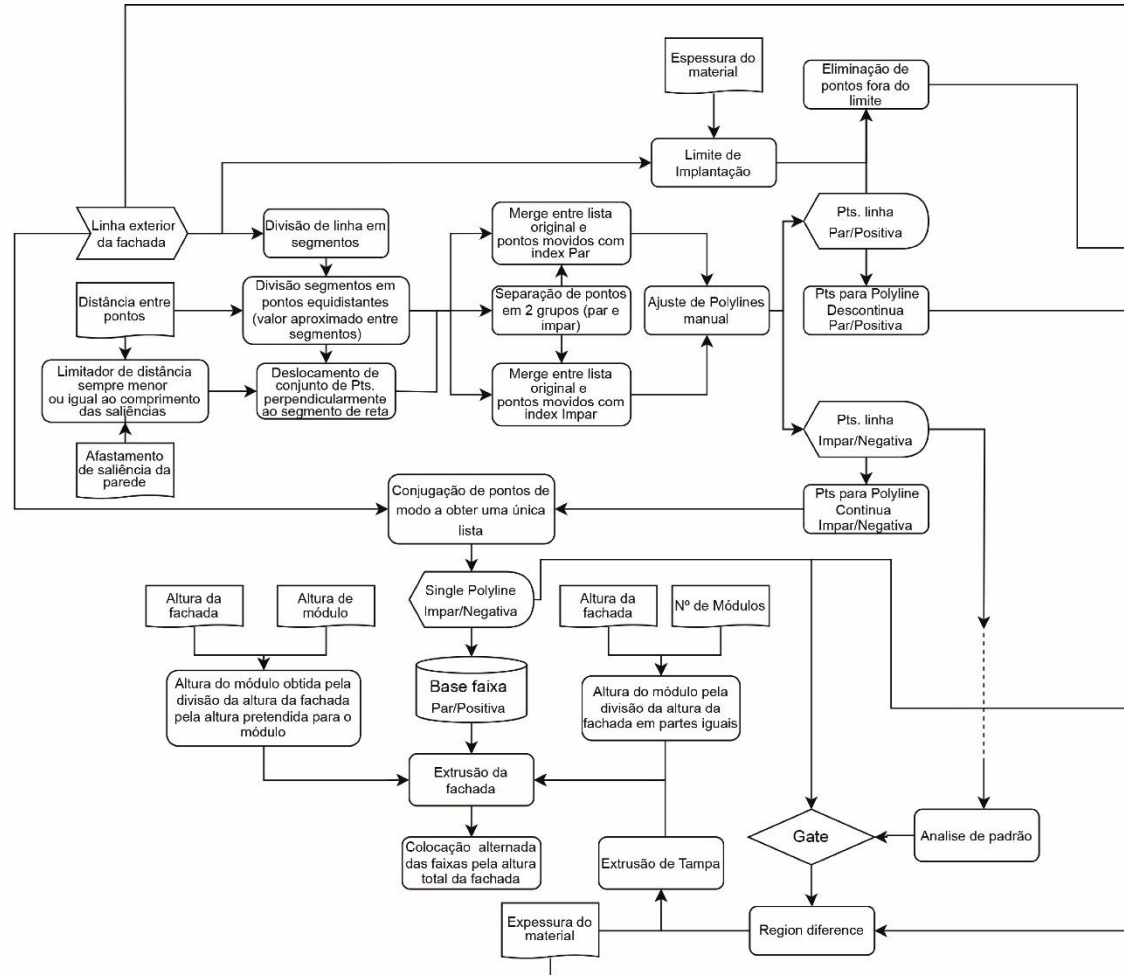 Espessura do
material
Eliminação de
pontos fora do
limite
Limite de
Implantação
Linha exterior
da fachada
Divisão de linha em
segmentos
Merge entre lista
original e
pontos movidos com
index Par
Pts. linha
Par/Positiva
Distância entre
pontos
Divisão segmentos em
pontos equidistantes
(valor aproximado entre
segmentos)
Separação de pontos
em 2 grupos (par e
impar)
Ajuste de Polylines
manual
Pts para Polyline
Descontinua
Par/Positiva
Limitador de distância
sempre menor
ou igual ao comprimento
das saliências
Deslocamento de
conjunto de Pts.
perpendicularmente
ao segmento de reta
Merge entre lista
original e
pontos movidos com
index Impar
Pts. linha
Impar/Negativa
Afastamento
de saliência da
parede
Conjugação de pontos de
modo a obter uma única
lista
Pts para Polyline
Continua
Impar/Negativa
Altura da
fachada
Altura de
módulo
Single Polyline
Impar/Negativa
Altura da
fachada
Nº de Módulos
Altura do módulo obtida pela
divisão da altura da fachada
pela altura pretendida para o
módulo
Base faixa
Par/Positiva
Altura do módulo pela
divisão da altura da
fachada em partes iguais
Extrusão da
fachada
Gate
Analise de padrão
Colocação alternada
das faixas pela altura
total da fachada
Extrusão de Tampa
Expessura do
material
Region diference